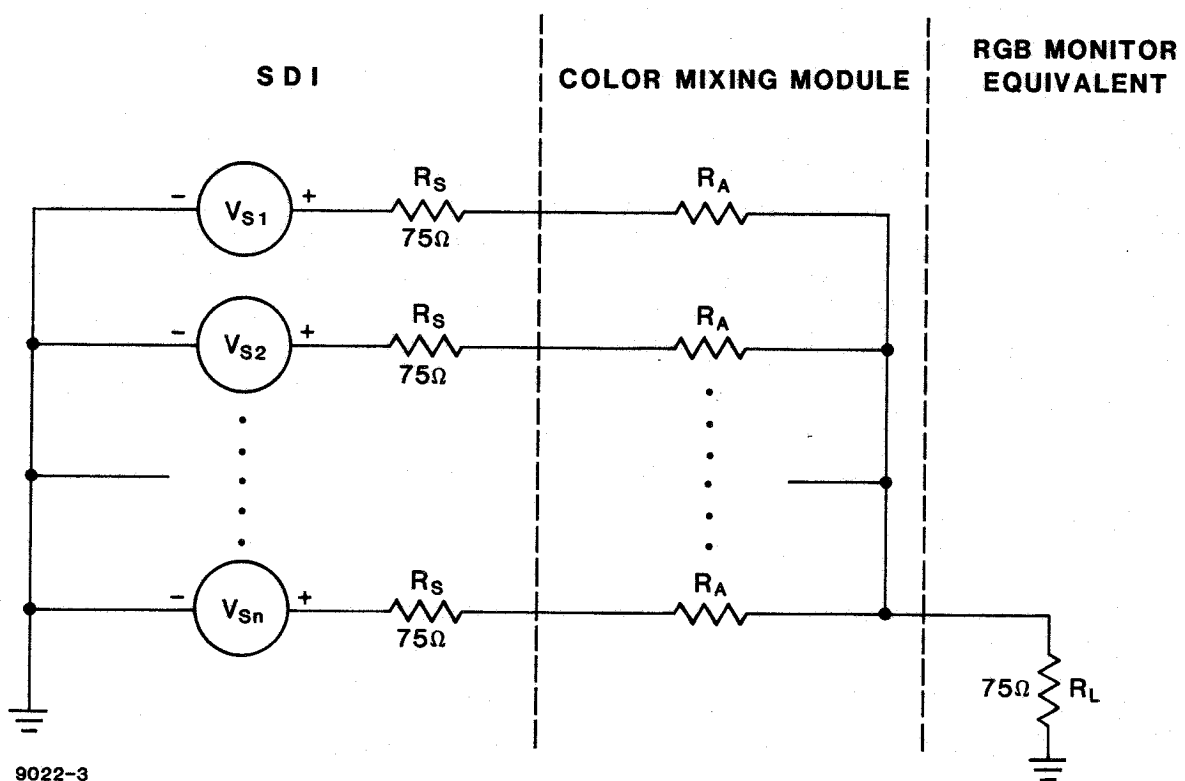 SDI
COLOR MIXING MODULE
RGB MONITOR
EQUIVALENT
- VS1 + RS
75Ω
RA
- VS2 + RS
75Ω
RA
- VSn + RS
75Ω
RA
75Ω RL
9022-3